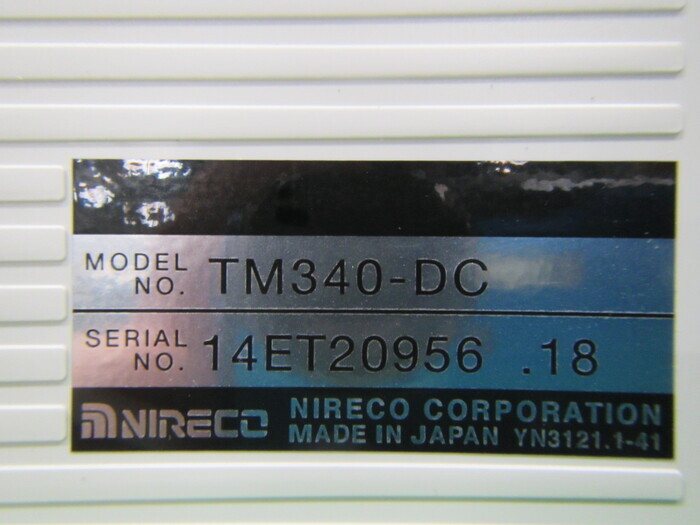 MODEL NO. TM340-DC
SERIAL NO. 14ET20956 .18
NIRECO NIRECO CORPORATION
MADE IN JAPAN YN3121.1-41